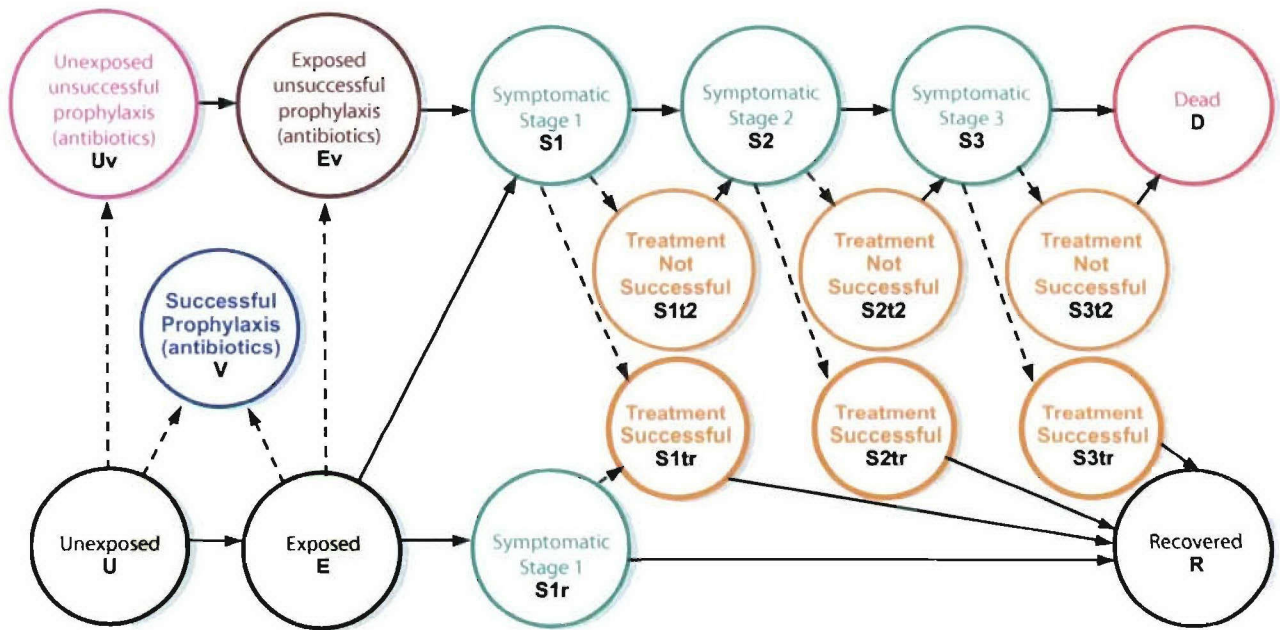 Unexposed
unsuccessful
prophylaxis
(antibiotics)
Uv
Exposed
unsuccessful
prophylaxis
(antibiotics)
Ev
Symptomatic
Stage 1
S1
Symptomatic
Stage 2
S2
Symptomatic
Stage 3
S3
Dead
D
Treatment
Not
Successful
S1t2
Treatment
Not
Successful
S2t2
Treatment
Not
Successful
S3t2
Successful
Prophylaxis
(antibiotics)
V
Treatment
Successful
S1tr
Treatment
Successful
S2tr
Treatment
Successful
S3tr
Unexposed
U
Exposed
E
Symptomatic
Stage 1
S1r
Recovered
R